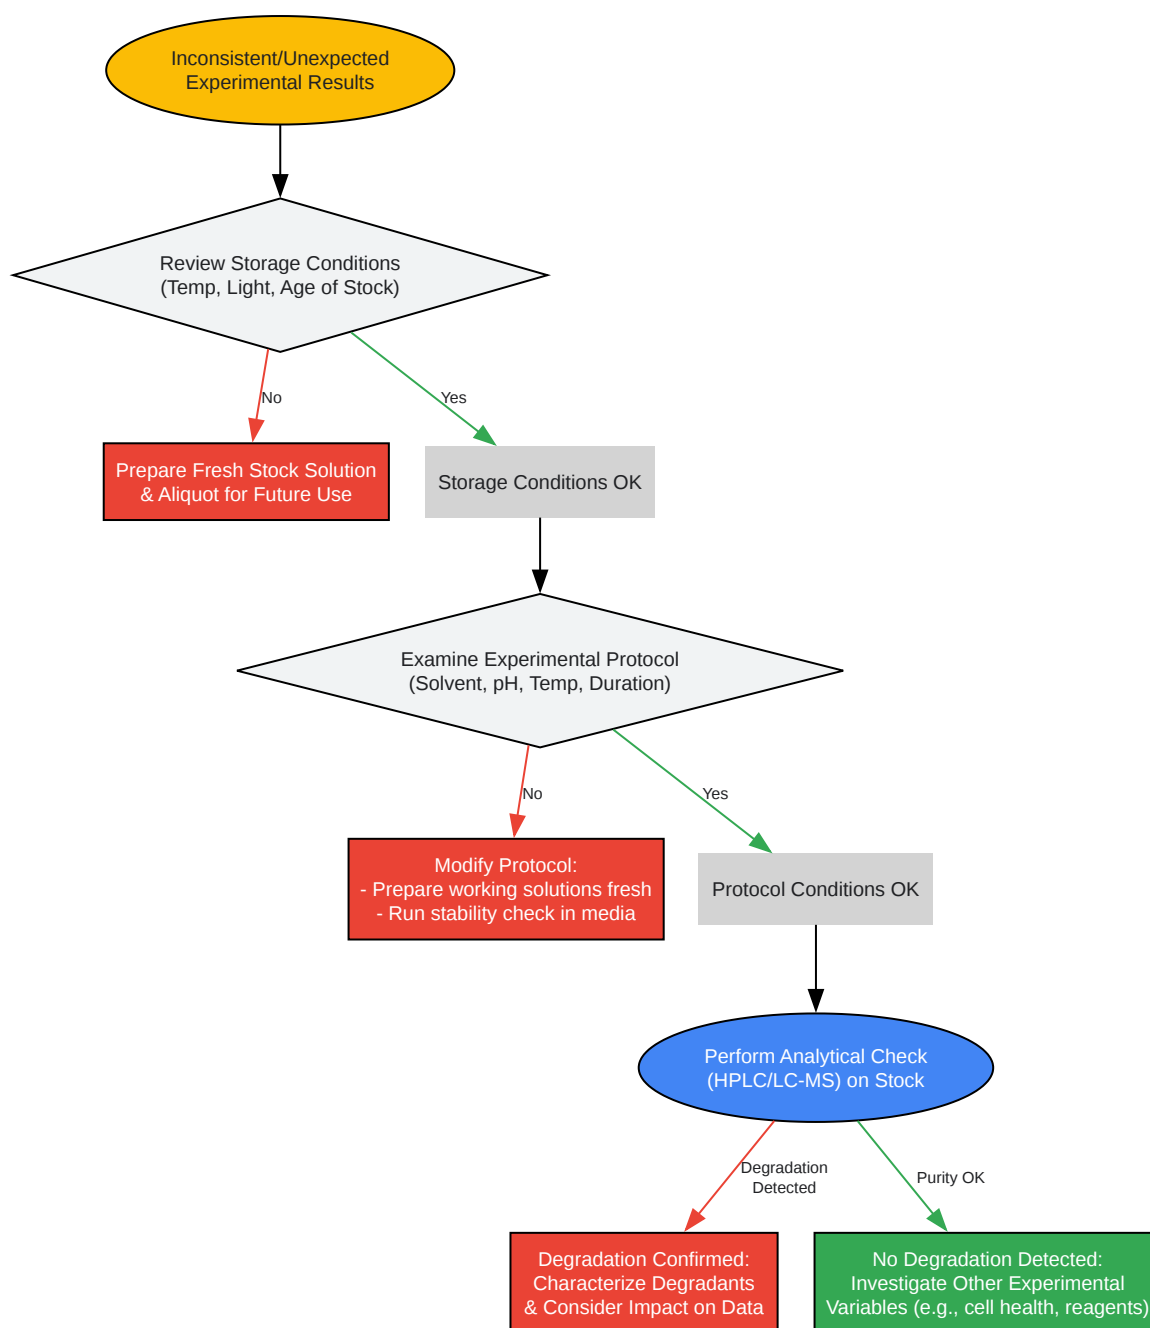 Inconsistent/Unexpected
Experimental Results
Review Storage Conditions
(Temp, Light, Age of Stock)
No
Yes
Prepare Fresh Stock Solution
& Aliquot for Future Use
Storage Conditions OK
Examine Experimental Protocol
(Solvent, pH, Temp, Duration)
No
Yes
Modify Protocol:
- Prepare working solutions fresh
- Run stability check in media
Protocol Conditions OK
Perform Analytical Check
(HPLC/LC-MS) on Stock
Degradation
Detected
Purity OK
Degradation Confirmed:
Characterize Degradants
& Consider Impact on Data
No Degradation Detected:
Investigate Other Experimental
Variables (e.g., cell health, reagents)